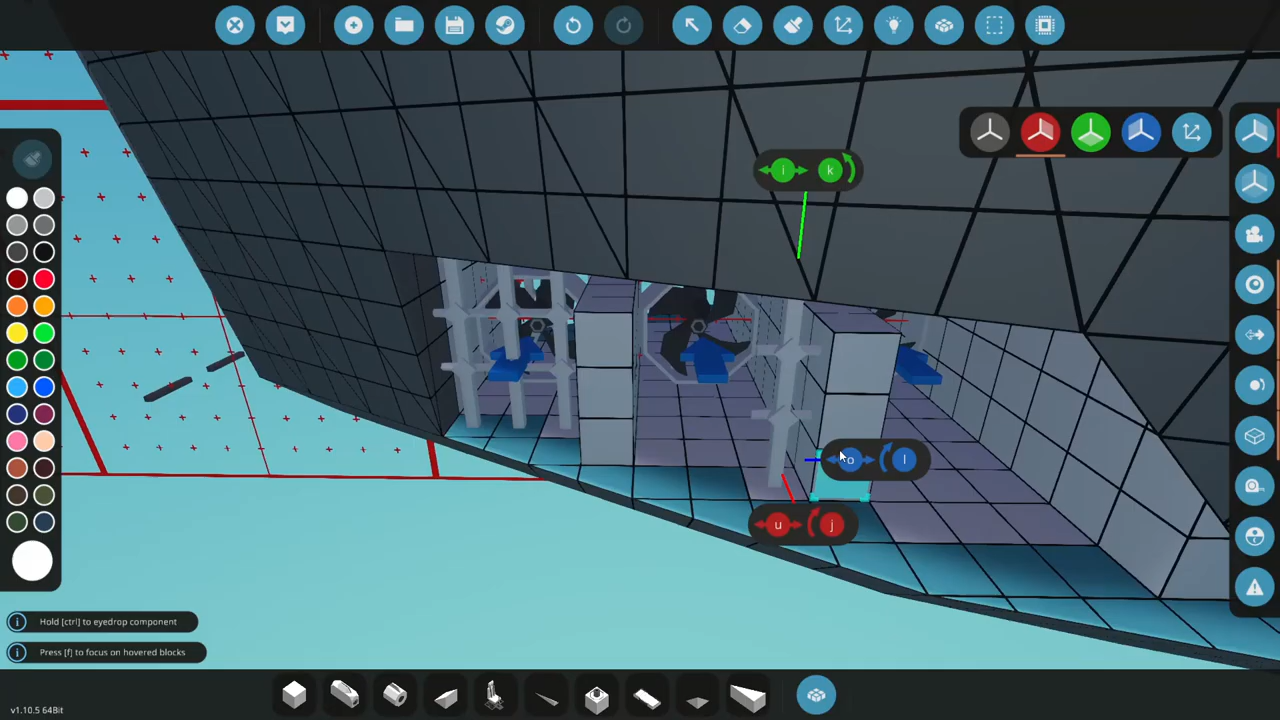 i k
o l
u j
Hold [ctrl] to eyedrop component
Press [f] to focus on hovered blocks
v1.10.5 64Bit